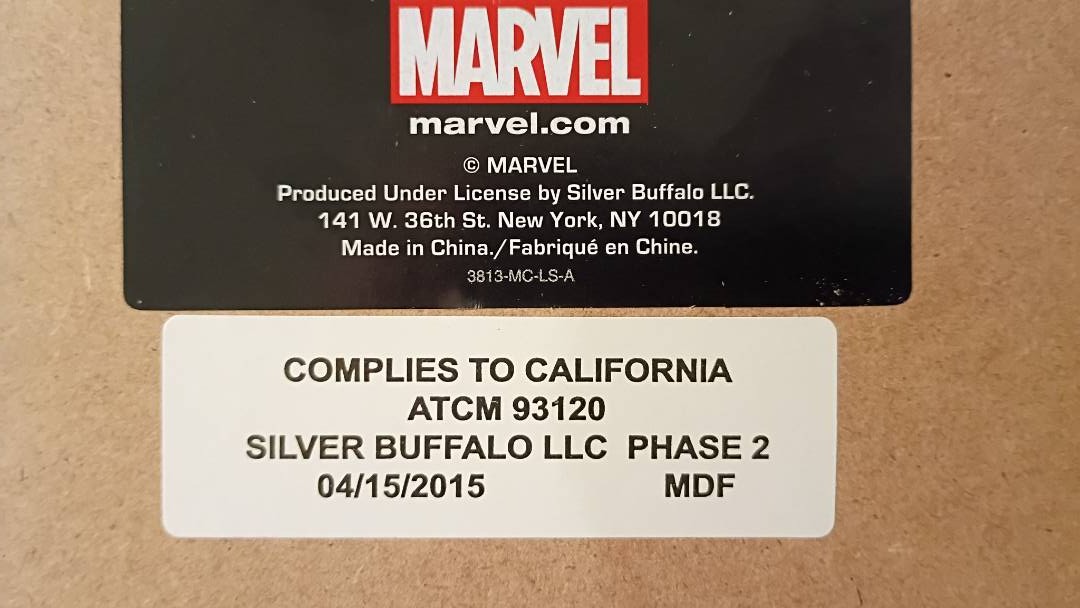 MARVEL
marvel.com
© MARVEL
Produced Under License by Silver Buffalo LLC.
141 W. 36th St. New York, NY 10018
Made in China./Fabriqué en Chine.
3813-MC-LS-A
COMPLIES TO CALIFORNIA
ATCM 93120
SILVER BUFFALO LLC PHASE 2
04/15/2015 MDF